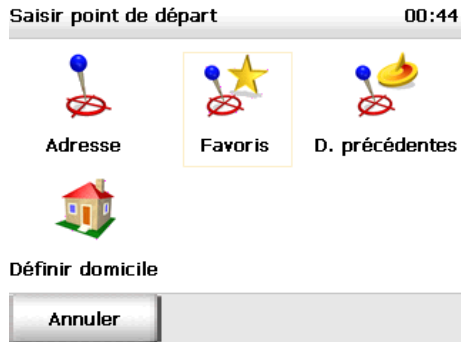 Saisir point de départ 00:44
Adresse Favoris D. précédentes
Définir domicile
Annuler